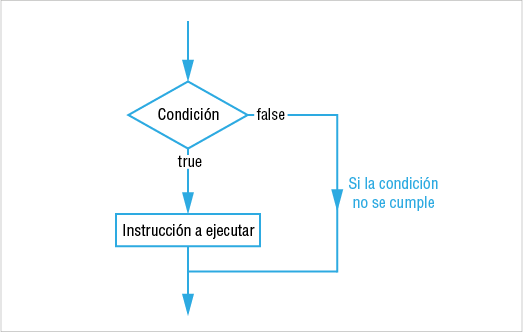 Condición
false
true
Si la condición
no se cumple
Instrucción a ejecutar